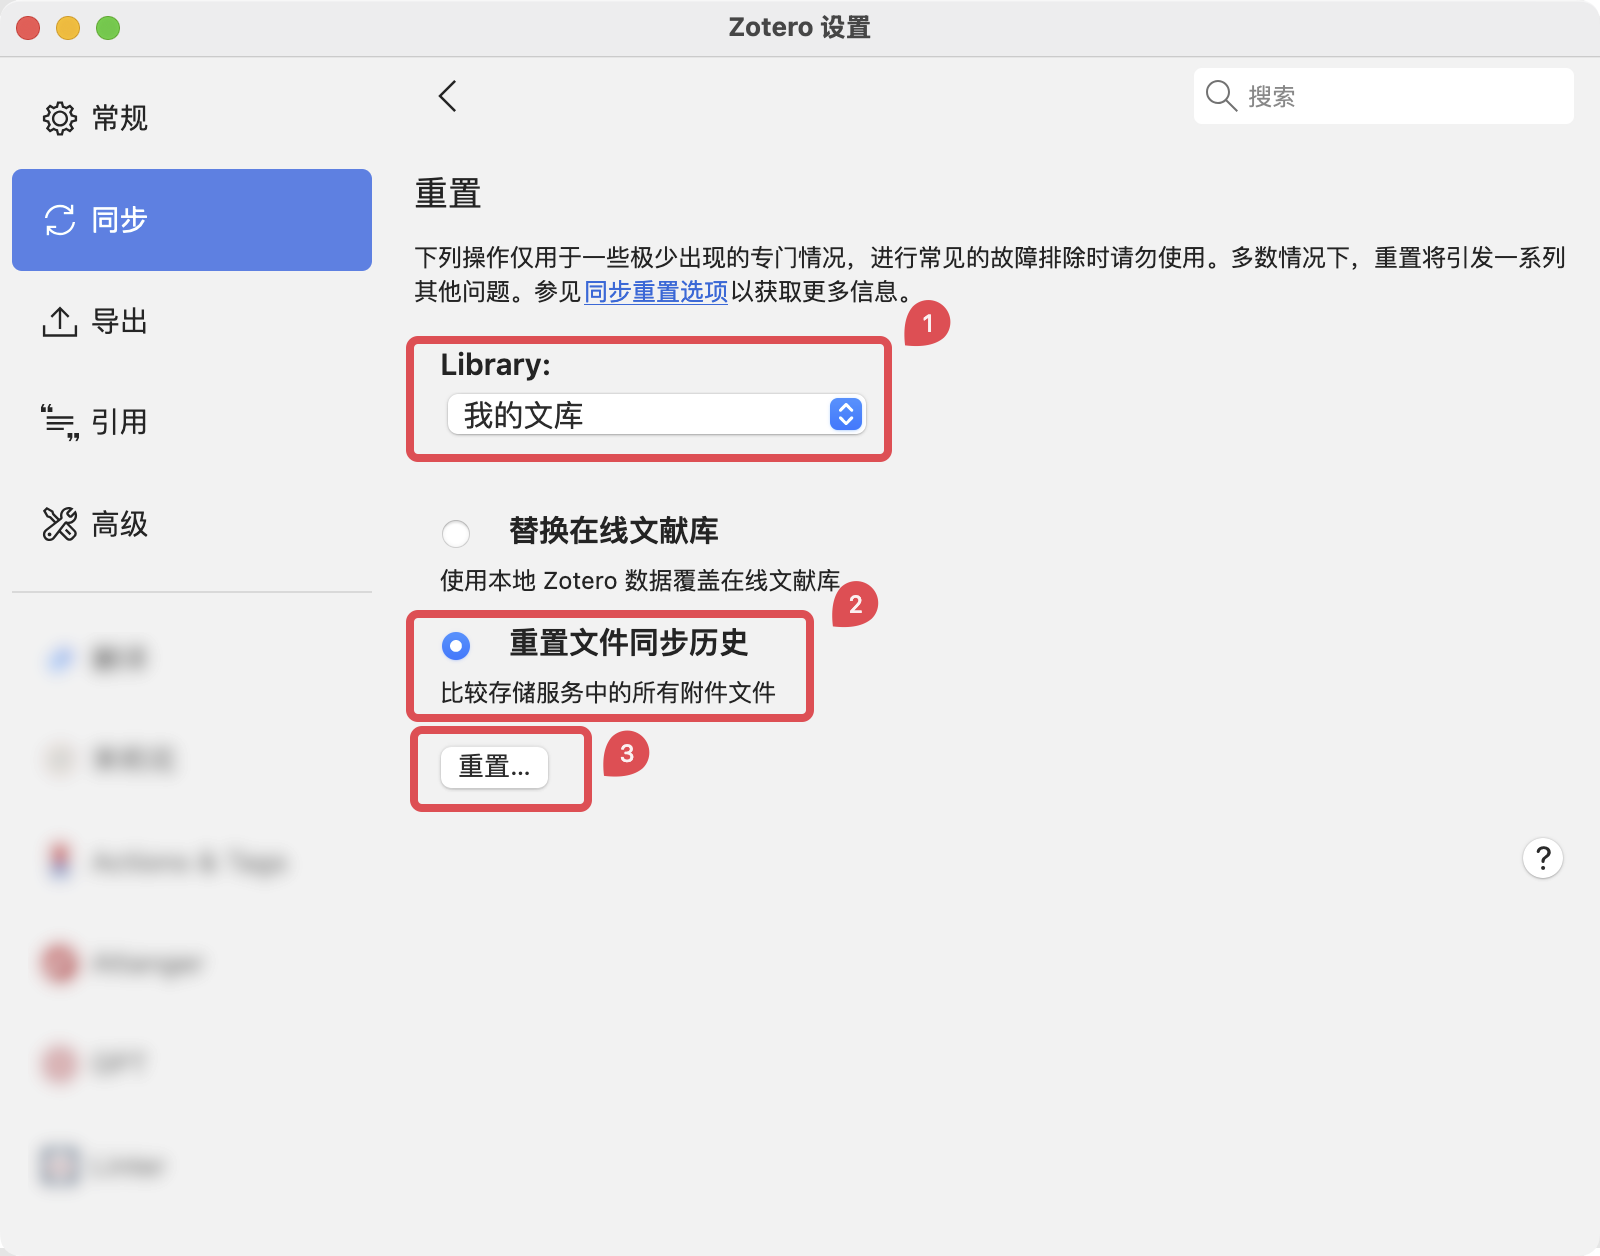 Zotero 设置
常规
同步
导出
引用
高级
搜索
重置
下列操作仅用于一些极少出现的专门情况，进行常见的故障排除时请勿使用。多数情况下，重置将引发一系列
其他问题。参见同步重置选项以获取更多信息。
1
Library:
我的文库
替换在线文献库
使用本地 Zotero 数据覆盖在线文献库
2
重置文件同步历史
比较存储服务中的所有附件文件
重置...
3
?
Actions & Tags
Attanger
GPT
Linter